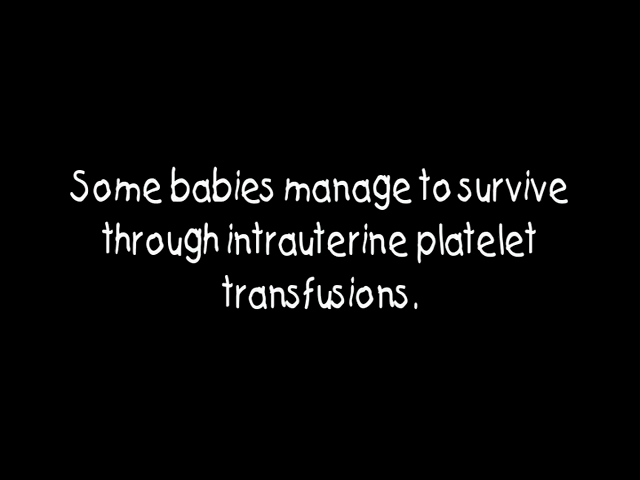 Some babies manage to survive
through intrauterine platelet
transfusions.